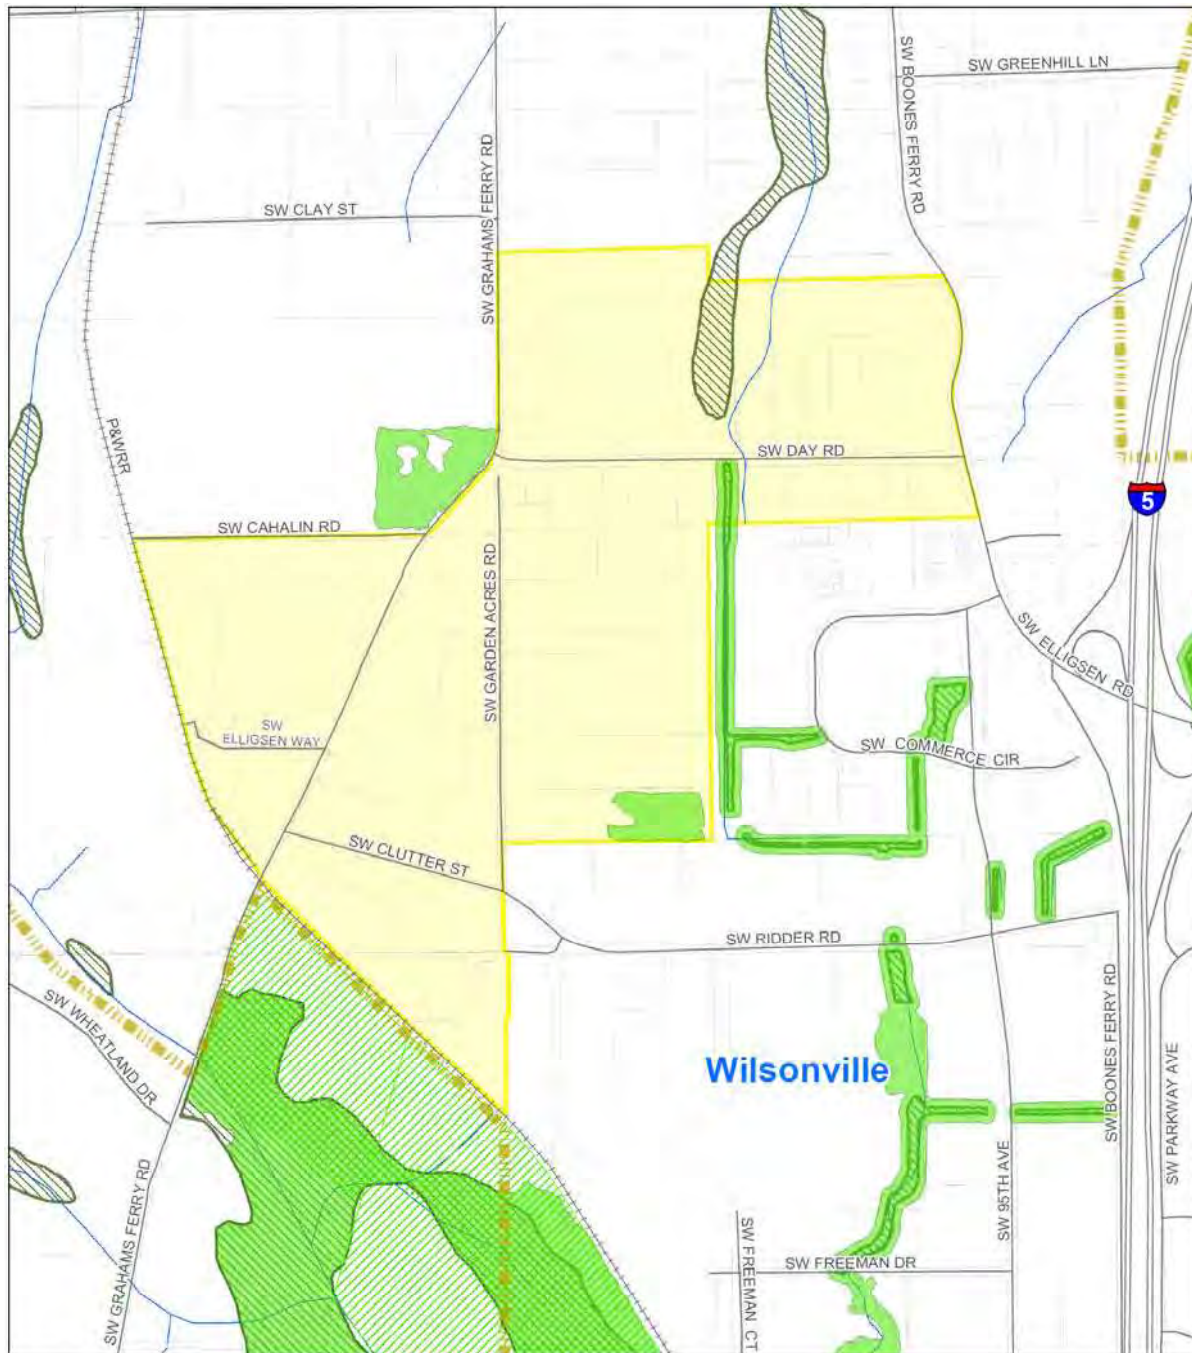 SW GREENHILL LN
SW BOONES FERRY RD
SW GRAHAMS FERRY RD
SW CLAY ST
P&WRR
SW DAY RD
5
SW CAHALIN RD
SW GARDEN ACRES RD
SW ELLIGSEN RD
SW
ELLIGSEN WAY
SW COMMERCE CIR
SW CLUTTER ST
SW RIDDER RD
SW WHEATLAND DR
Wilsonville
SW BOONES FERRY RD
SW PARKWAY AVE
SW 95TH AVE
SW GRAHAMS FERRY RD
SW FREEMAN CT
SW FREEMAN DR